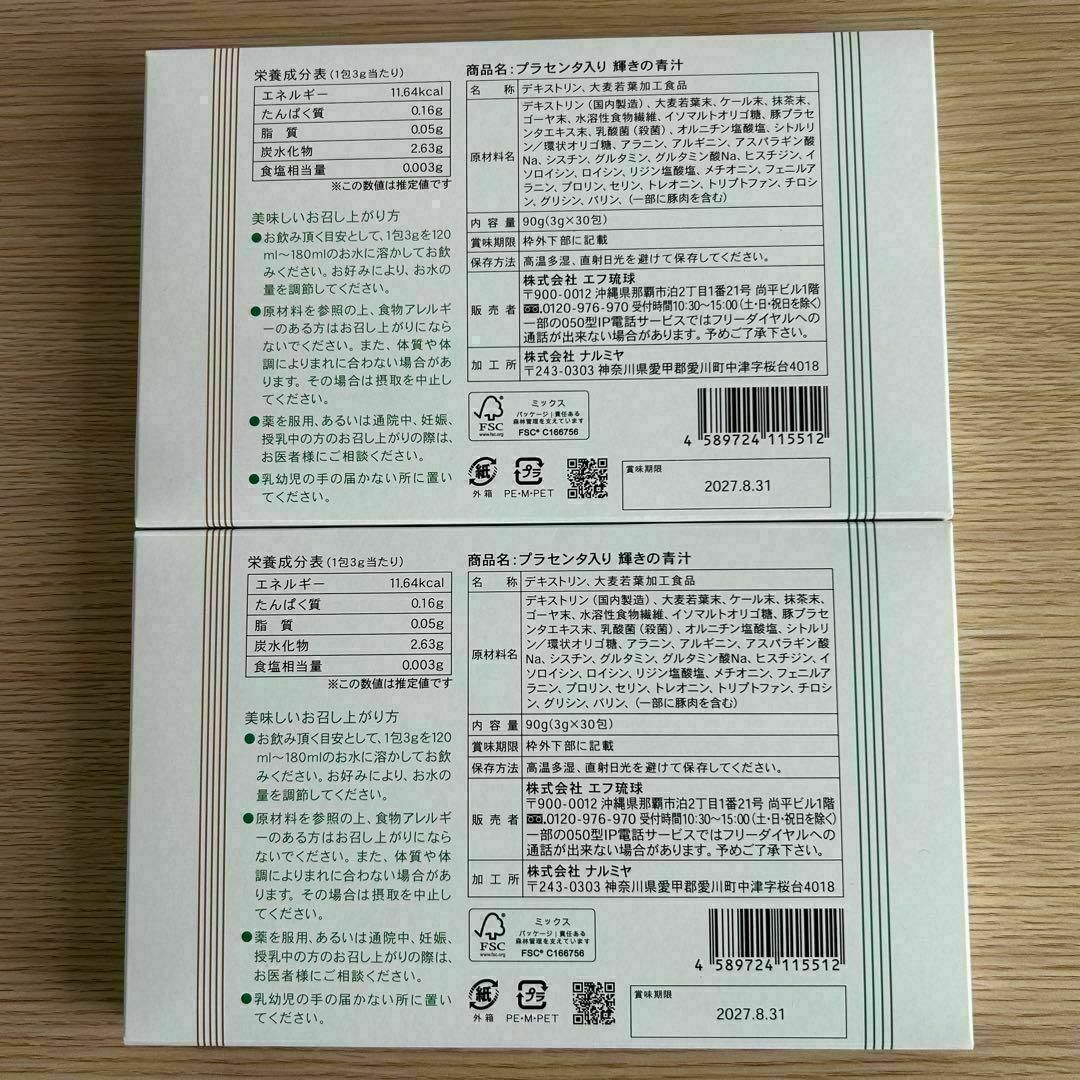 栄養成分表(1包3g当たり)
エネルギー 11.64kcal
たんぱく質 0.16g
脂 質 0.05g
炭水化物 2.63g
食塩相当量 0.003g
※この数値は推定値です
美味しいお召し上がり方
●お飲み頂く目安として、1包3gを120
ml〜180mlのお水に溶かしてお飲
みください。お好みにより、お水の
量を調節してください。
●原材料を参照の上、食物アレルギ
ーのある方はお召し上がりになら
ないでください。また、体質や体
調によりまれに合わない場合があ
ります。その場合は摂取を中止し
てください。
●薬を服用、あるいは通院中、妊娠、
授乳中の方のお召し上がりの際は、
お医者様にご相談ください。
●乳幼児の手の届かない所に置い
てください。
商品名:プラセンタ入り 輝きの青汁
名 称 デキストリン、大麦若葉加工食品
原材料名 デキストリン(国内製造)、大麦若葉末、ケール末、抹茶末、
ゴーヤ末、水溶性食物繊維、イソマルトオリゴ糖、豚プラセ
ンタエキス末、乳酸菌(殺菌)、オルニチン塩酸塩、シトルリ
ン/環状オリゴ糖、アラニン、アルギニン、アスパラギン酸
Na、シスチン、グルタミン、グルタミン酸Na、ヒスチジン、イ
ソロイシン、ロイシン、リジン塩酸塩、メチオニン、フェニルア
ラニン、プロリン、セリン、トレオニン、トリプトファン、チロシ
ン、グリシン、バリン、(一部に豚肉を含む)
内容量 90g(3g×30包)
賞味期限 枠外下部に記載
保存方法 高温多湿、直射日光を避けて保存してください。
販売者 株式会社 エフ琉球
〒900-0012 沖縄県那覇市泊2丁目1番21号 尚平ビル1階
0120-976-970 受付時間10:30〜15:00(土・日・祝日を除く)
一部の050型IP電話サービスではフリーダイヤルへの
通話が出来ない場合があります。予めご了承下さい。
加工所 株式会社 ナルミヤ
〒243-0303 神奈川県愛甲郡愛川町中津字桜台4018
FSC
www.fsc.org
ミックス
パッケージ|責任ある
森林管理を支えています
FSC® C166756
4 589724 115512
紙
外箱
プラ
PE・M・PET
賞味期限
2027.8.31
栄養成分表(1包3g当たり)
エネルギー 11.64kcal
たんぱく質 0.16g
脂 質 0.05g
炭水化物 2.63g
食塩相当量 0.003g
※この数値は推定値です
美味しいお召し上がり方
●お飲み頂く目安として、1包3gを120
ml〜180mlのお水に溶かしてお飲
みください。お好みにより、お水の
量を調節してください。
●原材料を参照の上、食物アレルギ
ーのある方はお召し上がりになら
ないでください。また、体質や体
調によりまれに合わない場合があ
ります。その場合は摂取を中止し
てください。
●薬を服用、あるいは通院中、妊娠、
授乳中の方のお召し上がりの際は、
お医者様にご相談ください。
●乳幼児の手の届かない所に置い
てください。
商品名:プラセンタ入り 輝きの青汁
名 称 デキストリン、大麦若葉加工食品
原材料名 デキストリン(国内製造)、大麦若葉末、ケール末、抹茶末、
ゴーヤ末、水溶性食物繊維、イソマルトオリゴ糖、豚プラセ
ンタエキス末、乳酸菌(殺菌)、オルニチン塩酸塩、シトルリ
ン/環状オリゴ糖、アラニン、アルギニン、アスパラギン酸
Na、シスチン、グルタミン、グルタミン酸Na、ヒスチジン、イ
ソロイシン、ロイシン、リジン塩酸塩、メチオニン、フェニルア
ラニン、プロリン、セリン、トレオニン、トリプトファン、チロシ
ン、グリシン、バリン、(一部に豚肉を含む)
内容量 90g(3g×30包)
賞味期限 枠外下部に記載
保存方法 高温多湿、直射日光を避けて保存してください。
販売者 株式会社 エフ琉球
〒900-0012 沖縄県那覇市泊2丁目1番21号 尚平ビル1階
0120-976-970 受付時間10:30〜15:00(土・日・祝日を除く)
一部の050型IP電話サービスではフリーダイヤルへの
通話が出来ない場合があります。予めご了承下さい。
加工所 株式会社 ナルミヤ
〒243-0303 神奈川県愛甲郡愛川町中津字桜台4018
FSC
www.fsc.org
ミックス
パッケージ|責任ある
森林管理を支えています
FSC® C166756
4 589724 115512
紙
外箱
プラ
PE・M・PET
賞味期限
2027.8.31